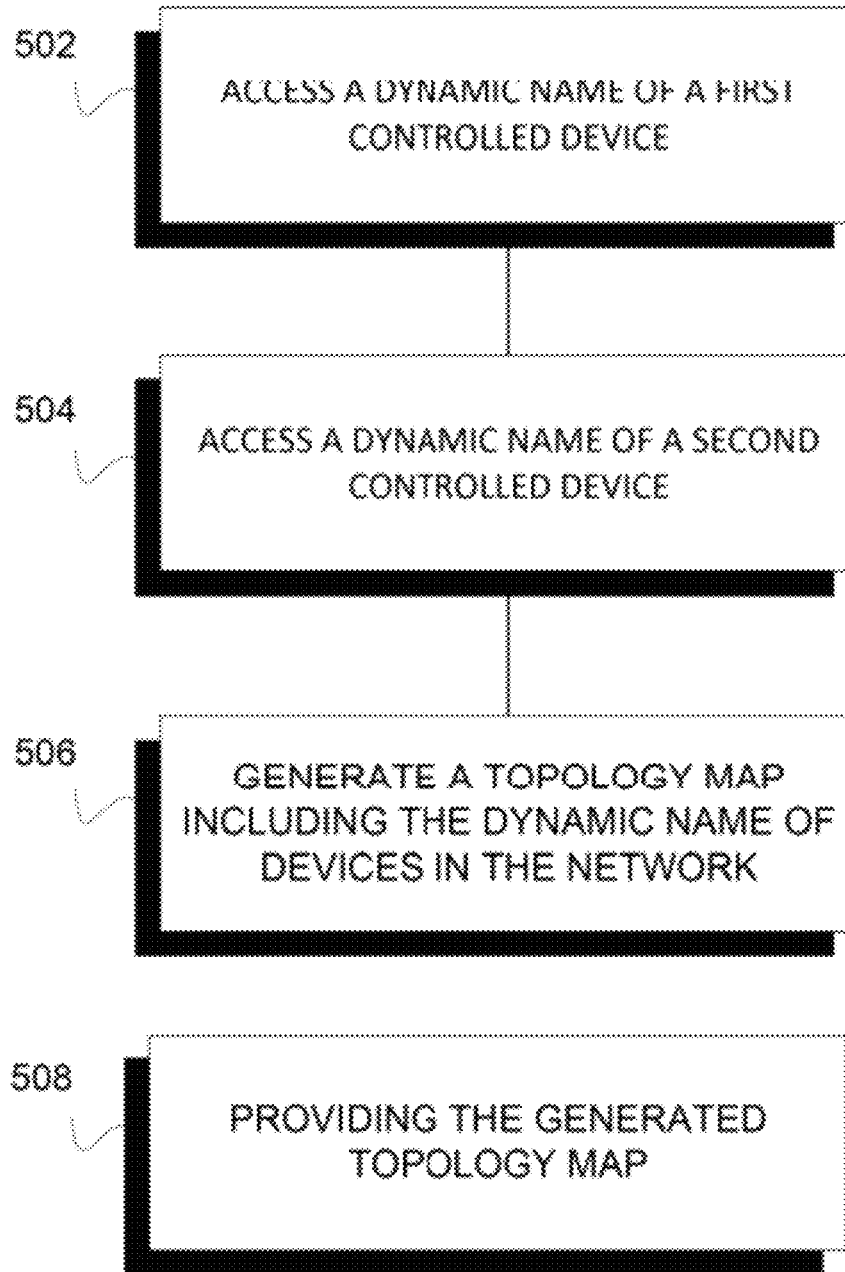 502
ACCESS A DYNAMIC NAME OF A FIRST
CONTROLLED DEVICE
504
ACCESS A DYNAMIC NAME OF A SECOND
CONTROLLED DEVICE
506
GENERATE A TOPOLOGY MAP
INCLUDING THE DYNAMIC NAME OF
DEVICES IN THE NETWORK
508
PROVIDING THE GENERATED
TOPOLOGY MAP